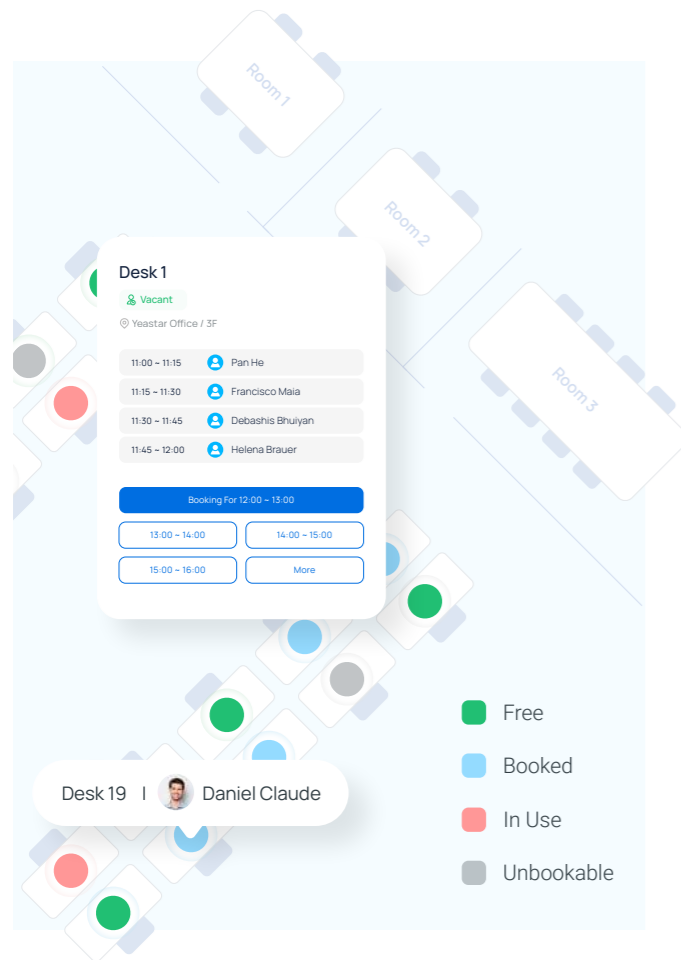 Room 1
Room 2
Room 3
Desk 1
Vacant
Yeastar Office / 3F
11:00 ~ 11:15 Pan He
11:15 ~ 11:30 Francisco Maia
11:30 ~ 11:45 Debashis Bhuiyan
11:45 ~ 12:00 Helena Brauer
Booking For 12:00 ~ 13:00
13:00 ~ 14:00 14:00 ~ 15:00
15:00 ~ 16:00 More
Free
Booked
Desk 19 | Daniel Claude
In Use
Unbookable